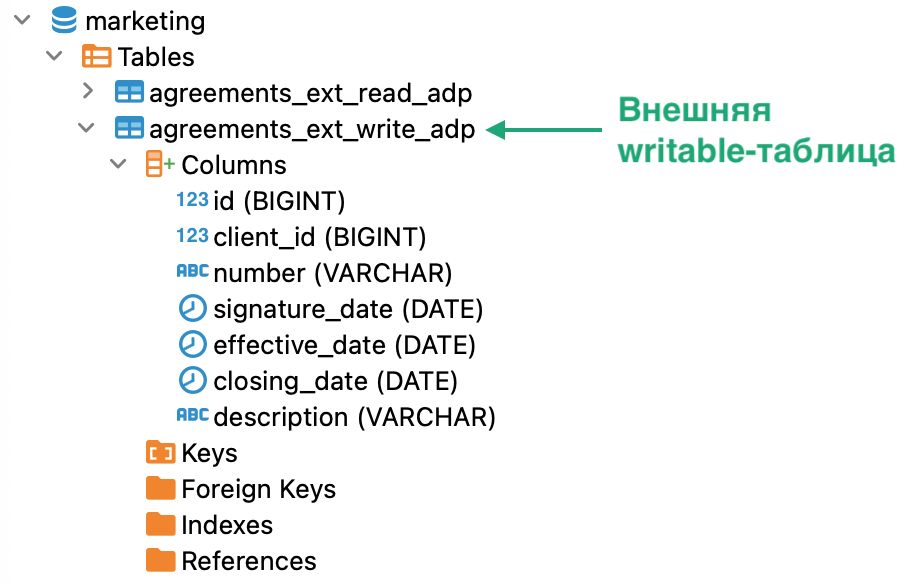 marketing
Tables
agreements_ext_read_adp
agreements_ext_write_adp
Внешняя
writable-таблица
Columns
123 id (BIGINT)
123 client_id (BIGINT)
ABC number (VARCHAR)
signature_date (DATE)
effective_date (DATE)
closing_date (DATE)
ABC description (VARCHAR)
Keys
Foreign Keys
Indexes
References